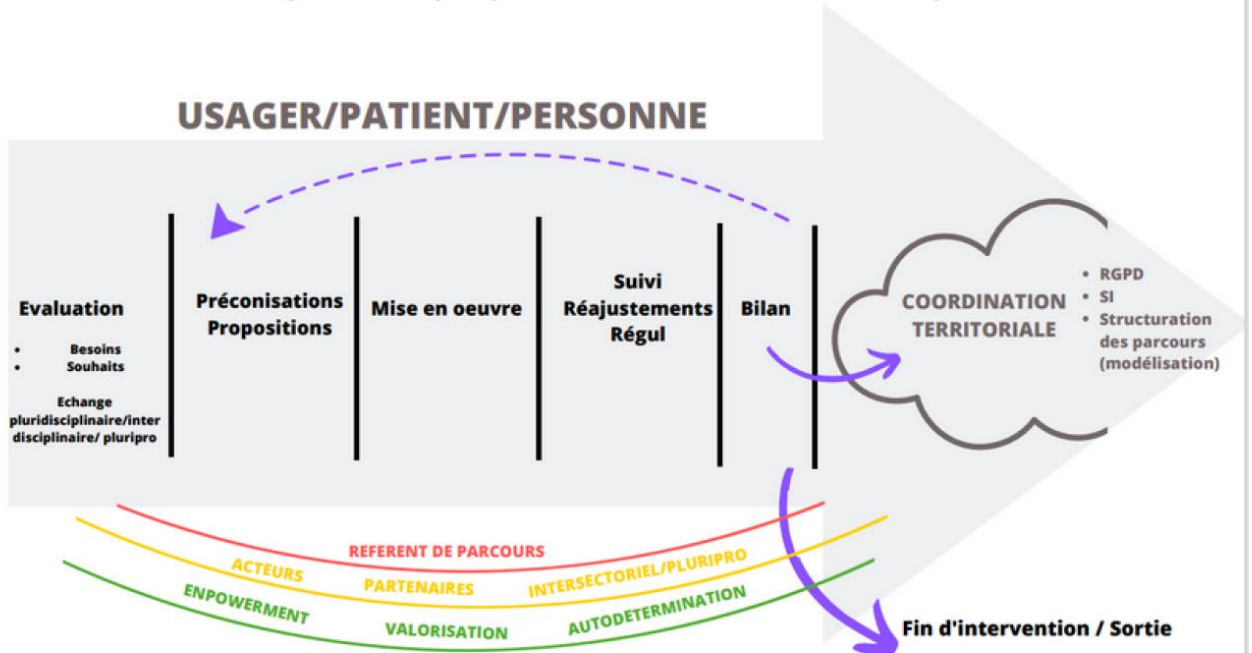 USAGER/PATIENT/PERSONNE
Evaluation
• Besoins
• Souhaits
Echange
pluridisciplinaire/inter
disciplinaire/ pluripro
Préconisations
Propositions
Mise en oeuvre
Suivi
Réajustements
Régul
Bilan
COORDINATION
TERRITORIALE
• RGPD
• SI
• Structuration
des parcours
(modélisation)
REFERENT DE PARCOURS
ACTEURS PARTENAIRES INTERSECTORIEL/PLURIPRO
ENPOWERMENT VALORISATION AUTODETERMINATION
Fin d'intervention / Sortie